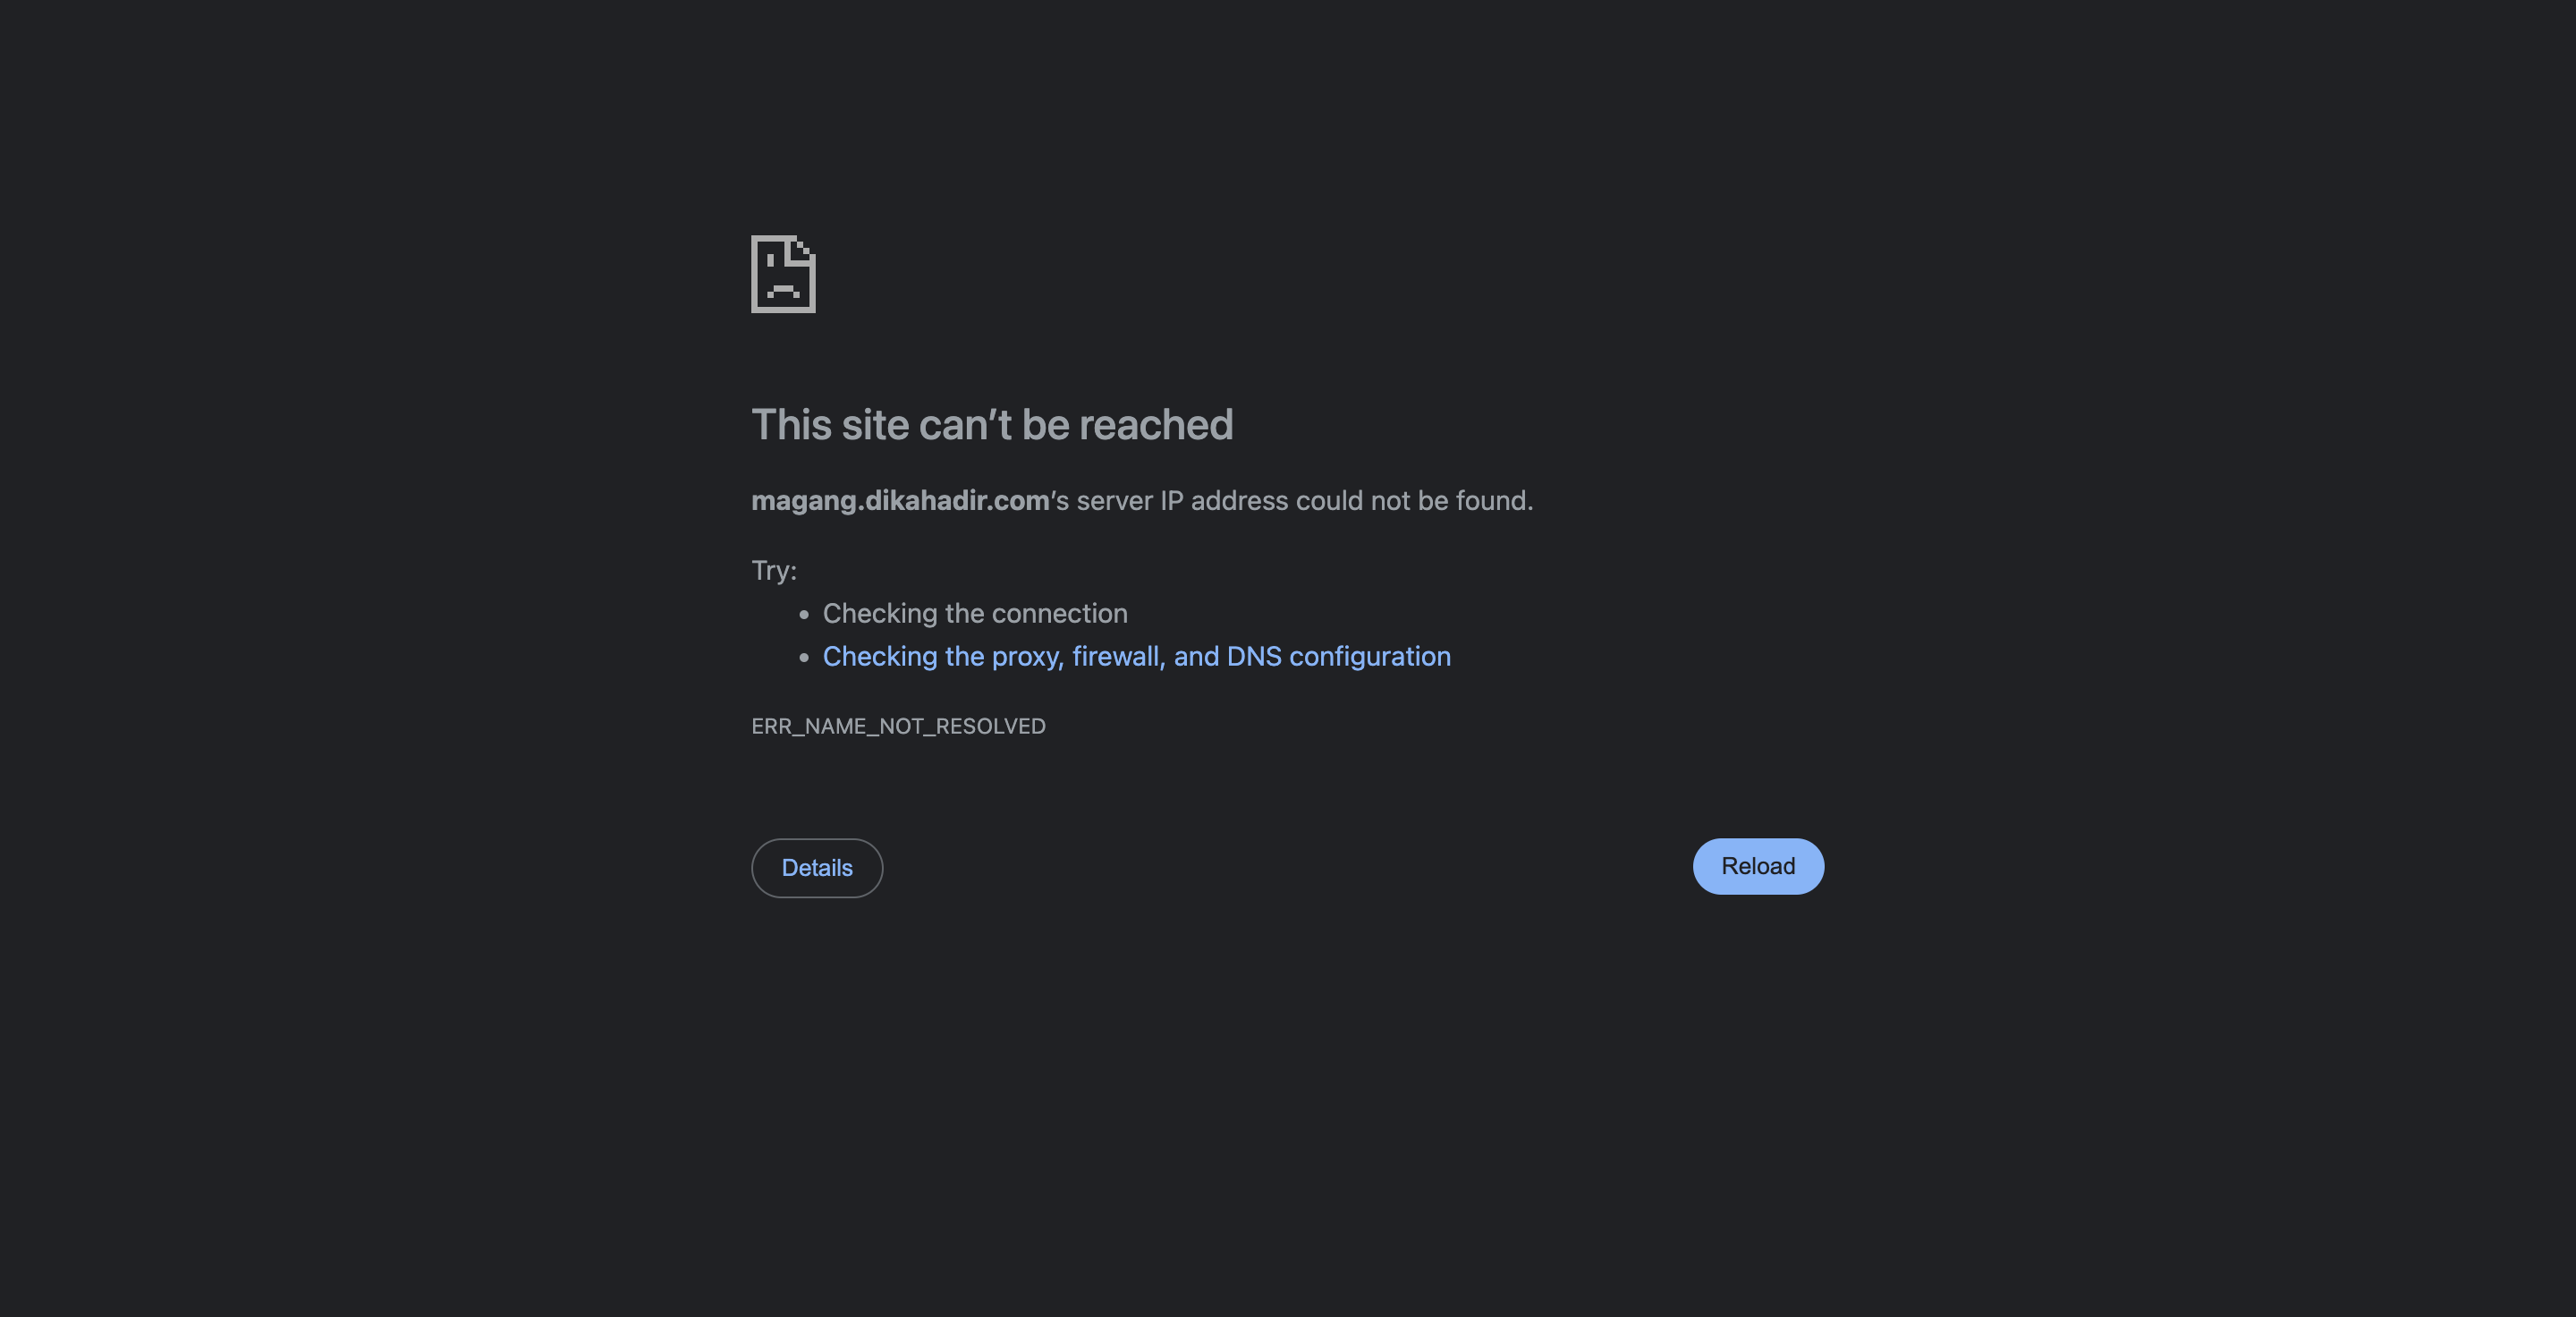 This site can’t be reached
magang.dikahadir.com’s server IP address could not be found.
Try:
• Checking the connection
• Checking the proxy, firewall, and DNS configuration
ERR_NAME_NOT_RESOLVED
Details
Reload